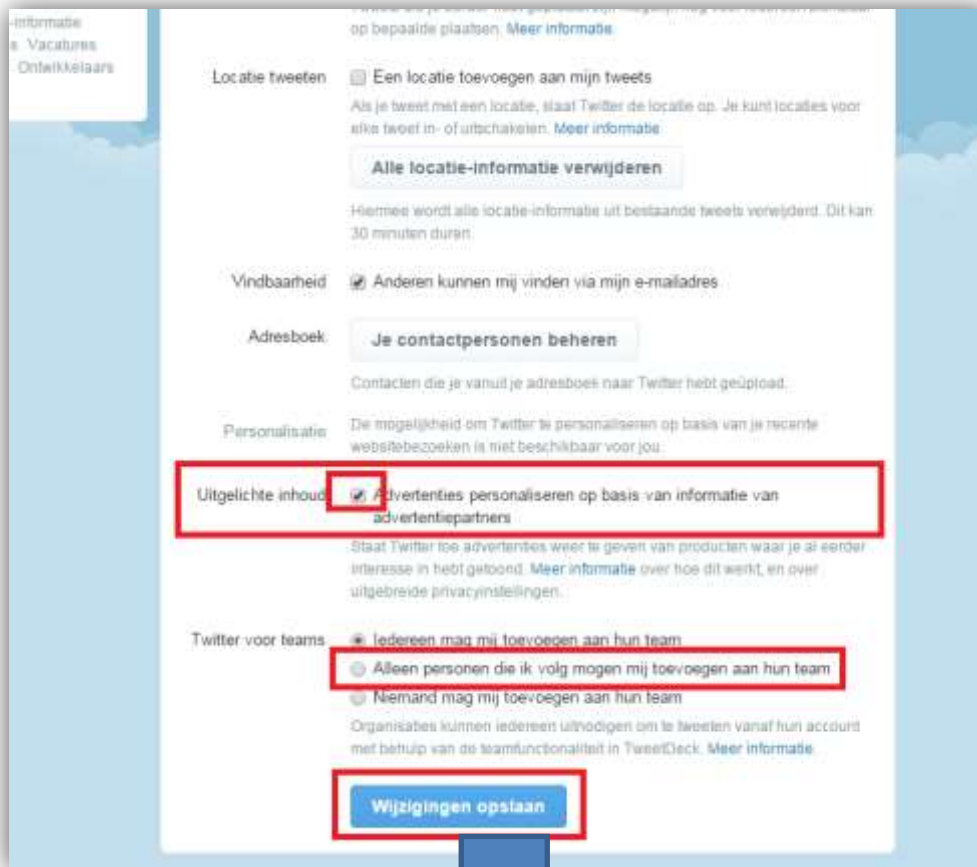 op bepaalde plaatsen. Meer informatie
-informatie
s Vacatures
Ontwikkelaars
Locatie tweeten
Een locatie toevoegen aan mijn tweets
Als je tweet met een locatie, slaat Twitter de locatie op. Je kunt locaties voor
elke tweet in- of uitschakelen. Meer informatie
Alle locatie-informatie verwijderen
Hiermee wordt alle locatie-informatie uit bestaande tweets verwijderd. Dit kan
30 minuten duren.
Vindbaarheid
Anderen kunnen mij vinden via mijn e-mailadres
Adresboek
Je contactpersonen beheren
Contacten die je vanuit je adresboek naar Twitter hebt geüpload.
Personalisatie
De mogelijkheid om Twitter te personaliseren op basis van je recente
websitebezoeken is niet beschikbaar voor jou.
Uitgelichte inhoud
Advertenties personaliseren op basis van informatie van
advertentiepartners
Staat Twitter toe advertenties weer te geven van producten waar je al eerder
interesse in hebt getoond. Meer informatie over hoe dit werkt, en over
uitgebreide privacyinstellingen.
Twitter voor teams
Iedereen mag mij toevoegen aan hun team
Alleen personen die ik volg mogen mij toevoegen aan hun team
Niemand mag mij toevoegen aan hun team
Organisaties kunnen iedereen uitnodigen om te tweeten vanaf hun account
met behulp van de teamfunctionaliteit in TweetDeck. Meer informatie.
Wijzigingen opslaan